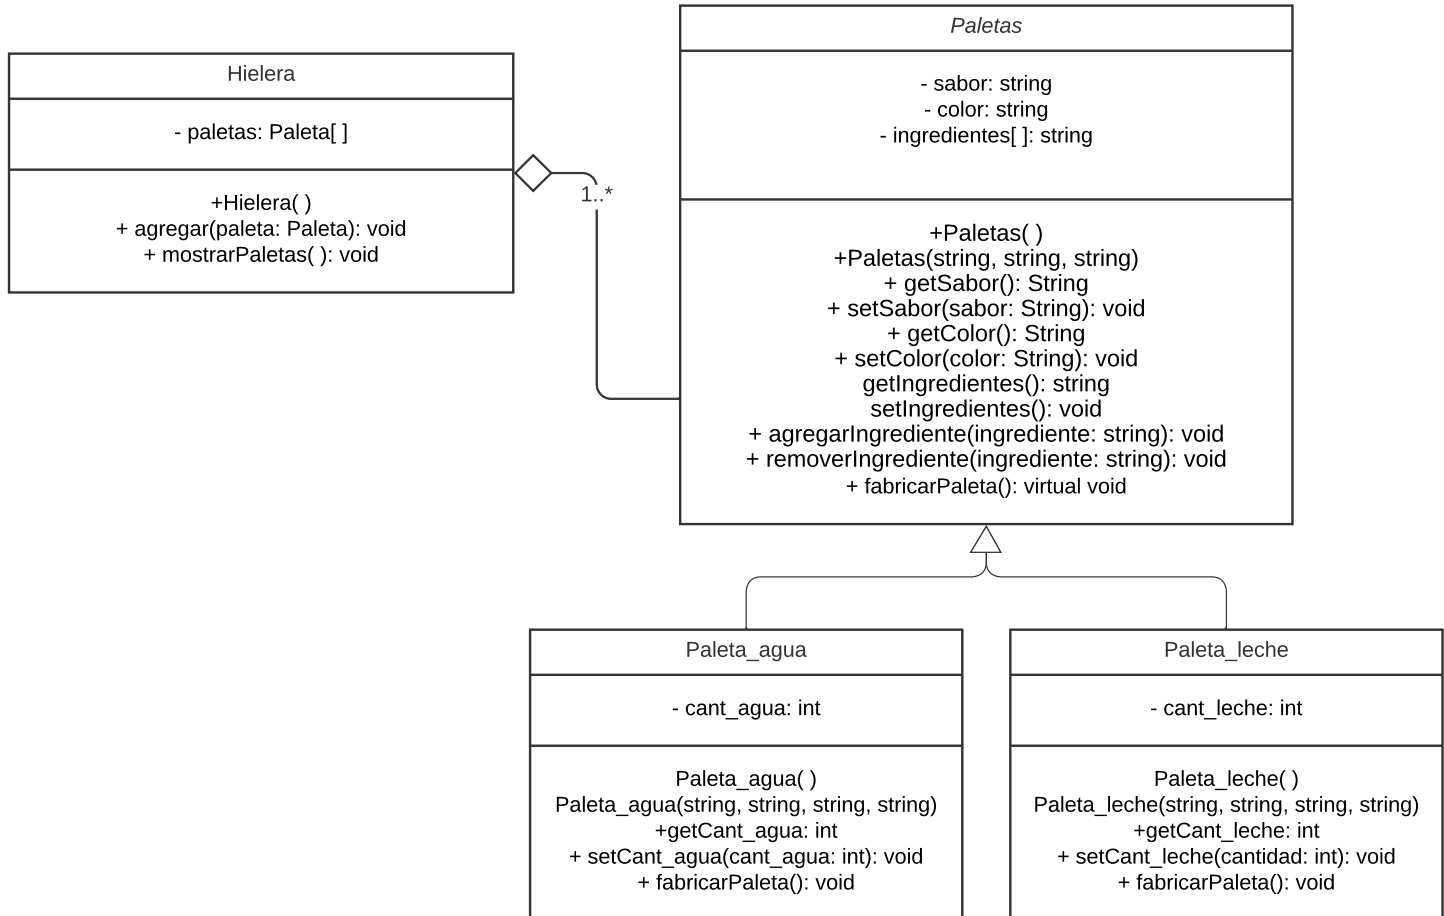 Hielera
- paletas: Paleta[ ]
+Hielera( )
+ agregar(paleta: Paleta): void
+ mostrarPaletas( ): void
1..*
Paletas
- sabor: string
- color: string
- ingredientes[ ]: string
+Paletas( )
+Paletas(string, string, string)
+ getSabor(): String
+ setSabor(sabor: String): void
+ getColor(): String
+ setColor(color: String): void
getIngredientes(): string
setIngredientes(): void
+ agregarIngrediente(ingrediente: string): void
+ removerIngrediente(ingrediente: string): void
+ fabricarPaleta(): virtual void
Paleta_agua
- cant_agua: int
Paleta_agua( )
Paleta_agua(string, string, string, string)
+getCant_agua: int
+ setCant_agua(cant_agua: int): void
+ fabricarPaleta(): void
Paleta_leche
- cant_leche: int
Paleta_leche( )
Paleta_leche(string, string, string, string)
+getCant_leche: int
+ setCant_leche(cantidad: int): void
+ fabricarPaleta(): void